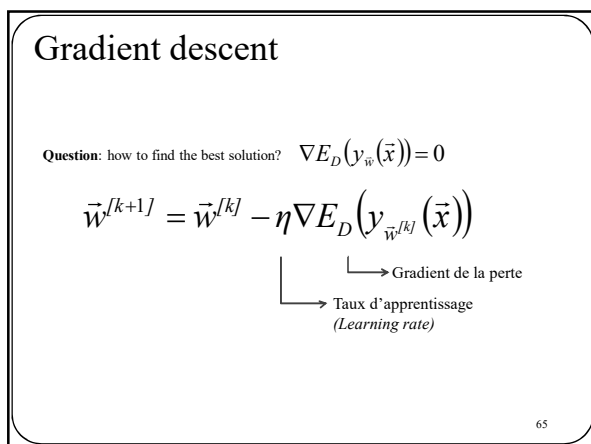 Gradient descent
Question: how to find the best solution? ∇E_D(y_w⃗(x⃗))=0
w⃗^[k+1] = w⃗^[k] − η∇E_D(y_w⃗^[k](x⃗))
Gradient de la perte
Taux d'apprentissage
(Learning rate)
65